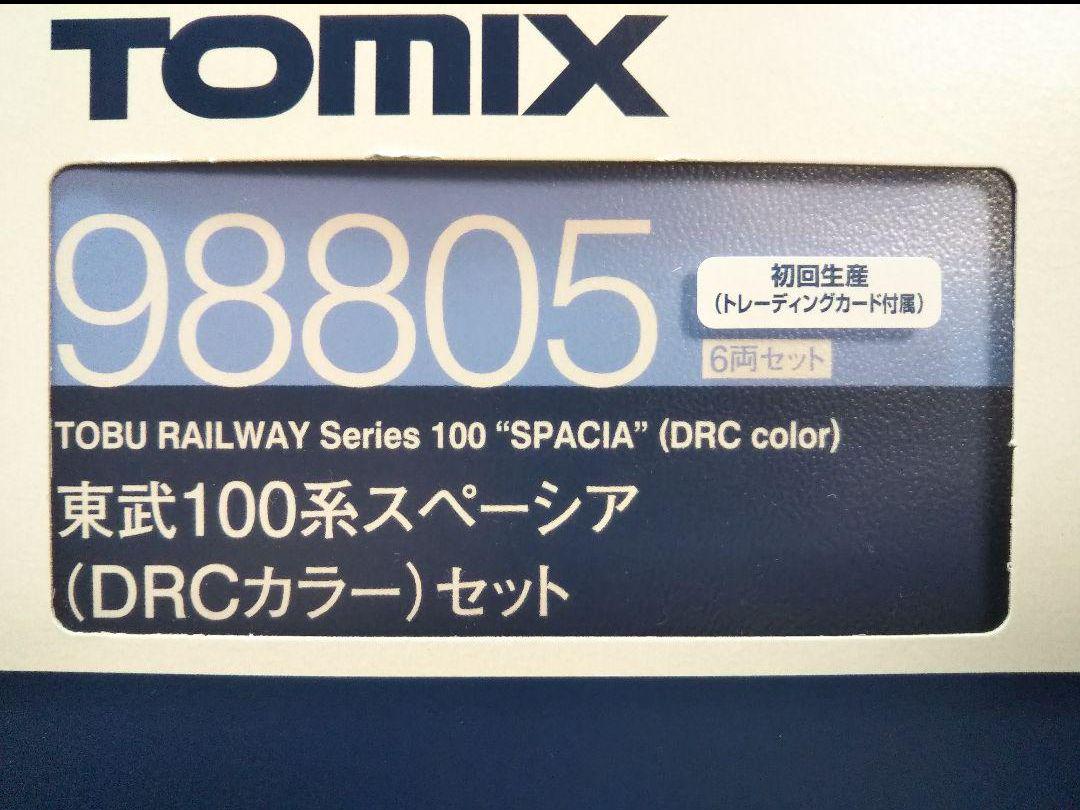 TOMIX
98805
初回生産
（トレーディングカード付属）
6両セット
TOBU RAILWAY Series 100 “SPACIA” (DRC color)
東武100系スペーシア
（DRCカラー）セット